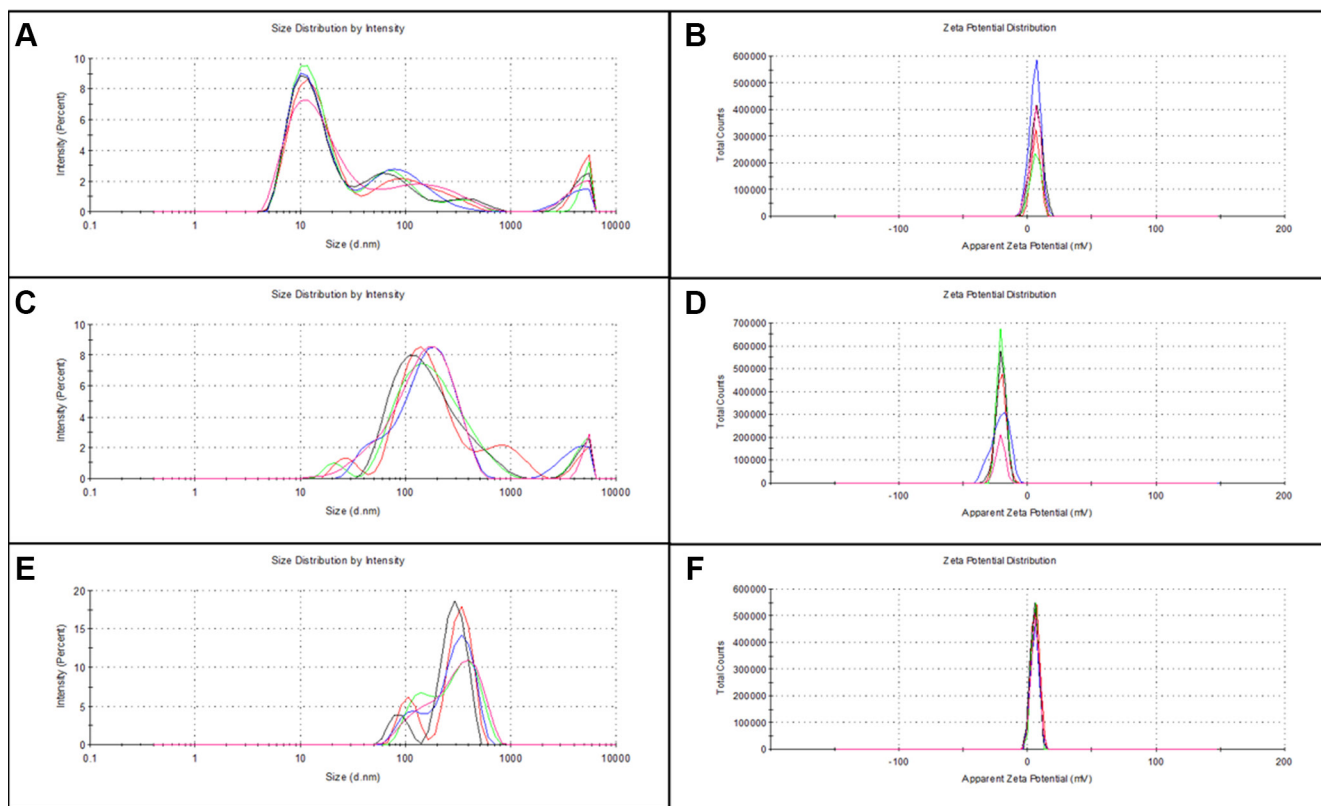 A
Size Distribution by Intensity
Intensity (Percent)
10
8
6
4
2
0
0.1 1 10 100 1000 10000
Size (d.nm)
B
Zeta Potential Distribution
Total Counts
600000
500000
400000
300000
200000
100000
0
-100 0 100 200
Apparent Zeta Potential (mV)
C
Size Distribution by Intensity
Intensity (Percent)
10
8
6
4
2
0
0.1 1 10 100 1000 10000
Size (d.nm)
D
Zeta Potential Distribution
Total Counts
700000
600000
500000
400000
300000
200000
100000
0
-100 0 100 200
Apparent Zeta Potential (mV)
E
Size Distribution by Intensity
Intensity (Percent)
20
15
10
5
0
0.1 1 10 100 1000 10000
Size (d.nm)
F
Zeta Potential Distribution
Total Counts
600000
500000
400000
300000
200000
100000
0
-100 0 100 200
Apparent Zeta Potential (mV)